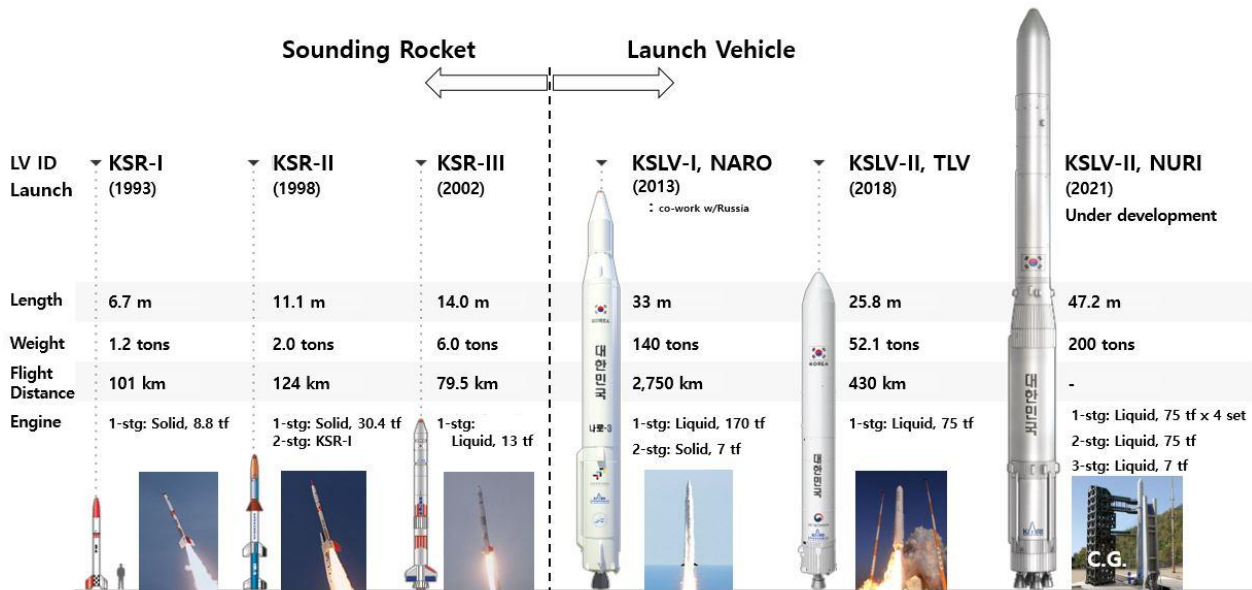 Sounding Rocket
Launch Vehicle
LV ID
KSR-I
KSR-II
KSR-III
KSLV-I, NARO
KSLV-II, TLV
KSLV-II, NURI
Launch
(1993)
(1998)
(2002)
(2013)
(2018)
(2021)
: co-work w/Russia
Under development
Length
6.7 m
11.1 m
14.0 m
33 m
25.8 m
47.2 m
Weight
1.2 tons
2.0 tons
6.0 tons
140 tons
52.1 tons
200 tons
Flight
Distance
101 km
124 km
79.5 km
2,750 km
430 km
-
Engine
1-stg: Solid, 8.8 tf
1-stg: Solid, 30.4 tf
2-stg: KSR-I
1-stg:
Liquid, 13 tf
1-stg: Liquid, 170 tf
2-stg: Solid, 7 tf
1-stg: Liquid, 75 tf
1-stg: Liquid, 75 tf x 4 set
2-stg: Liquid, 75 tf
3-stg: Liquid, 7 tf
KOREA
대한민국
나로-3
KOREA
대한민국
대한민국
C.G.